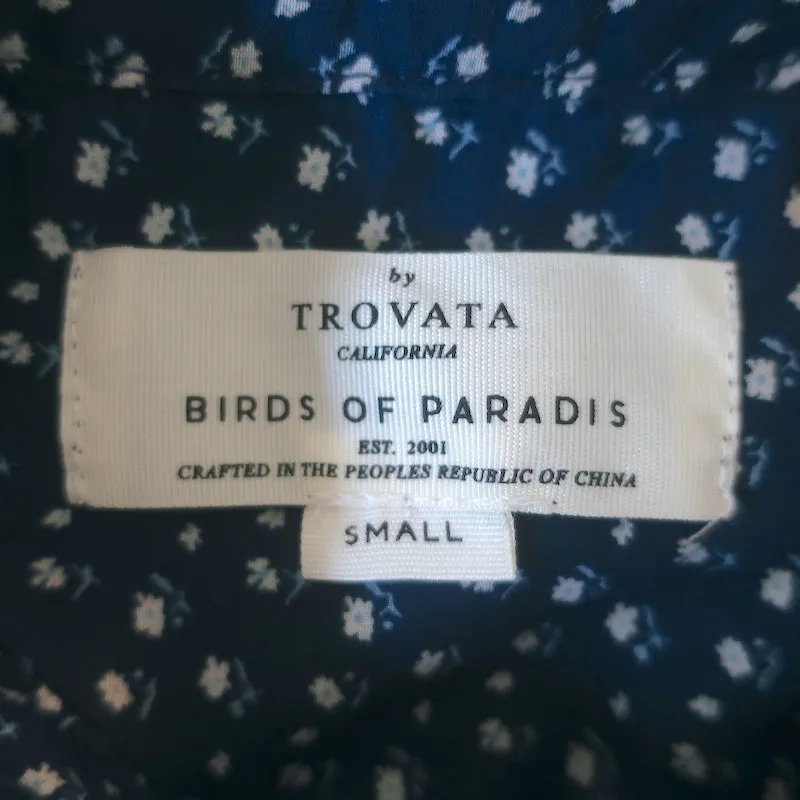 by
TROVATA
CALIFORNIA
BIRDS OF PARADIS
EST. 2001
CRAFTED IN THE PEOPLES REPUBLIC OF CHINA
SMALL